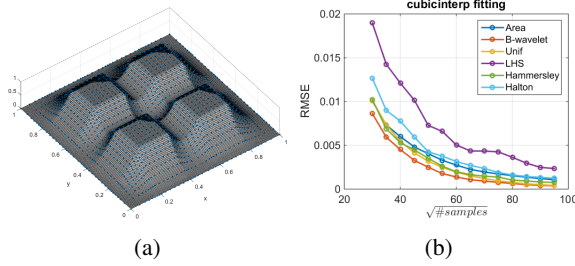 cubicinterp fitting
1
0.5
0
1
0.8
0.6
0.4
0.2
0
y
0
0.2
0.4
0.6
0.8
1
x
0.02
0.015
0.01
0.005
0
RMSE
20
40
60
80
100
√#samples
Area
B-wavelet
Unif
LHS
Hammersley
Halton
(a)
(b)